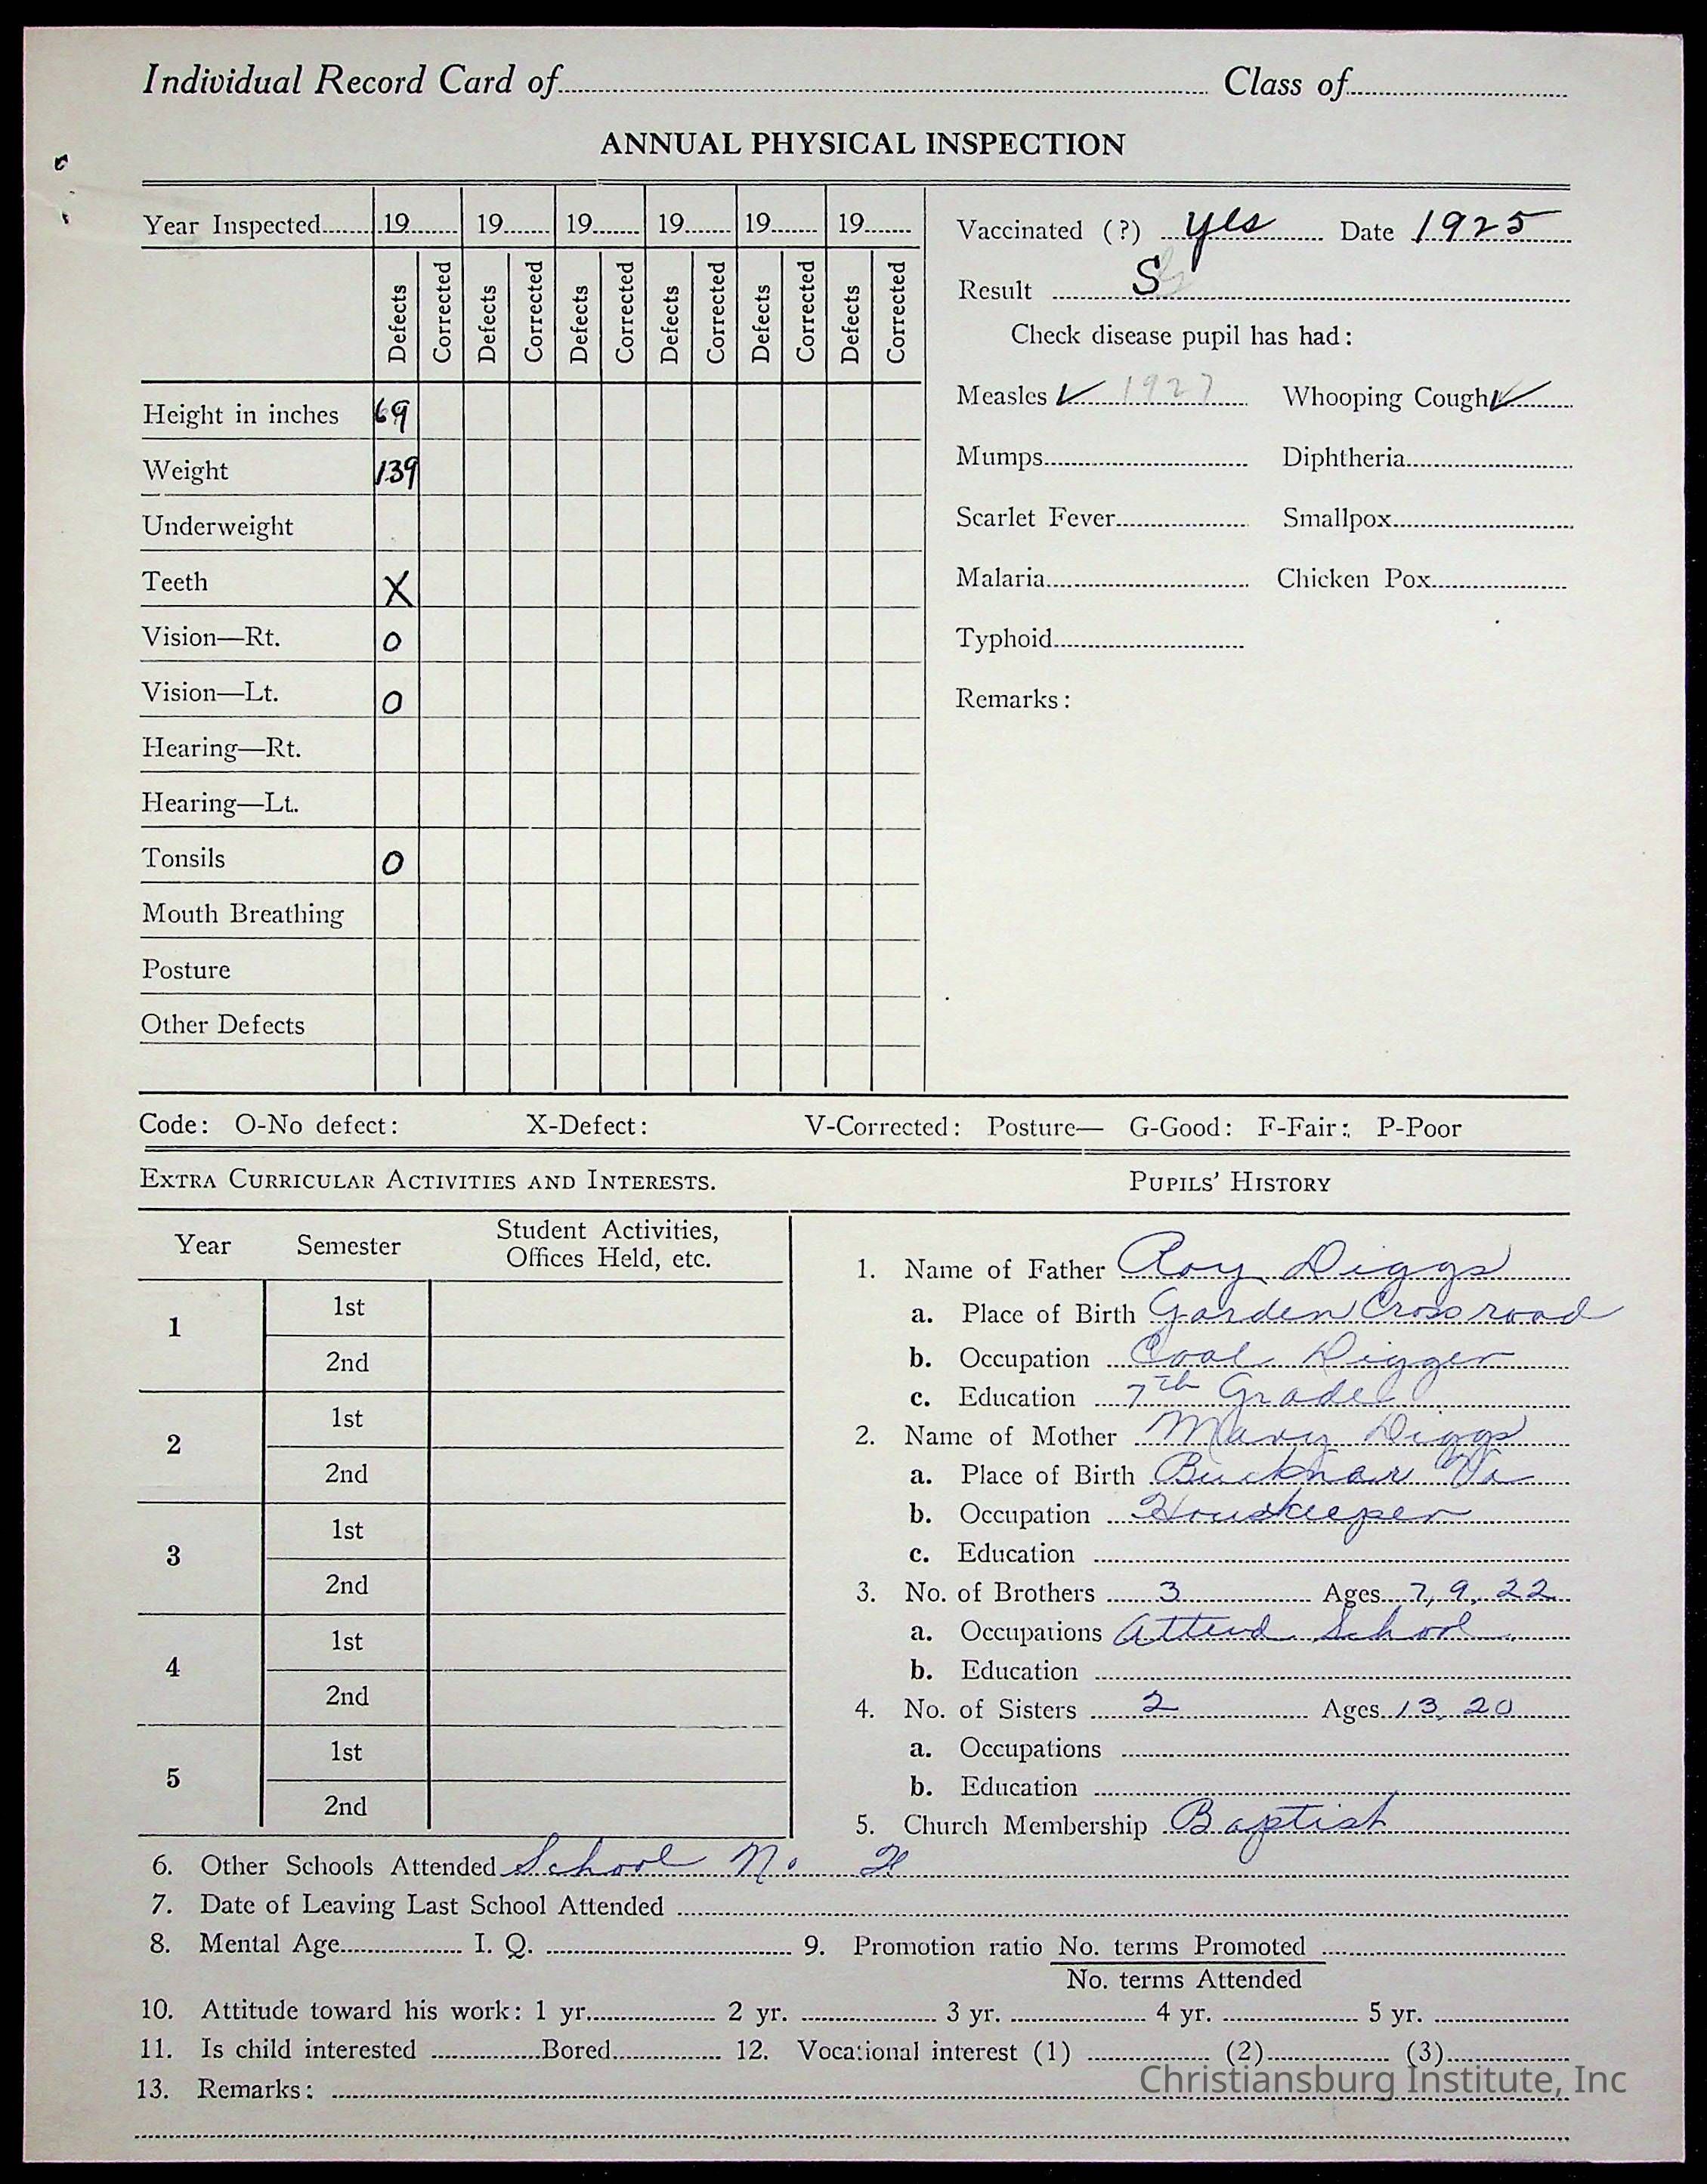 Individual Record Card of Class of
ANNUAL PHYSICAL INSPECTION
Year Inspected 19 19 19 19 19 19
Defects Corrected Defects Corrected Defects Corrected Defects Corrected Defects Corrected Defects Corrected
Height in inches 69
Weight 139
Underweight
Teeth X
Vision—Rt. O
Vision—Lt. O
Hearing—Rt.
Hearing—Lt.
Tonsils O
Mouth Breathing
Posture
Other Defects
Vaccinated (?) yes Date 1925
Result S
Check disease pupil has had:
Measles ✓ 1927 Whooping Cough ✓
Mumps Diphtheria
Scarlet Fever Smallpox
Malaria Chicken Pox
Typhoid
Remarks:
Code: O-No defect: X-Defect: V-Corrected: Posture— G-Good: F-Fair: P-Poor
EXTRA CURRICULAR ACTIVITIES AND INTERESTS.
Year Semester Student Activities,
Offices Held, etc.
1 1st
2nd
2 1st
2nd
3 1st
2nd
4 1st
2nd
5 1st
2nd
PUPILS' HISTORY
1. Name of Father Roy Diggs
a. Place of Birth Garden Crossroad
b. Occupation Coal Digger
c. Education 7th Grade
2. Name of Mother Mary Diggs
a. Place of Birth Va
b. Occupation Houskeeper
c. Education
3. No. of Brothers 3 Ages 7, 9, 22
a. Occupations Attend School
b. Education
4. No. of Sisters 2 Ages 13, 20
a. Occupations
b. Education
5. Church Membership Baptist
6. Other Schools Attended School No.
7. Date of Leaving Last School Attended
8. Mental Age I. Q. 9. Promotion ratio No. terms Promoted
No. terms Attended
10. Attitude toward his work: 1 yr. 2 yr. 3 yr. 4 yr. 5 yr.
11. Is child interested Bored 12. Vocational interest (1) (2) (3)
13. Remarks:
Christiansburg Institute, Inc